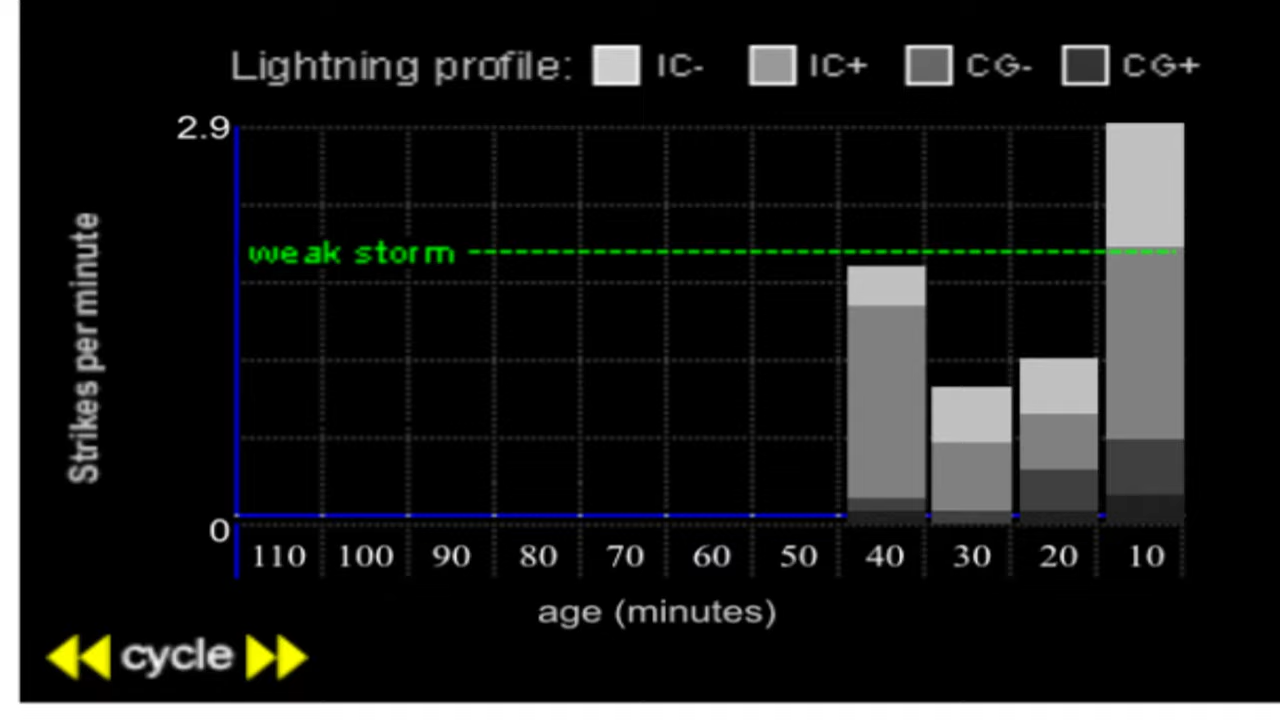 Lightning profile: IC- IC+ CG- CG+
2.9
weak storm
Strikes per minute
0
110 100 90 80 70 60 50 40 30 20 10
age (minutes)
cycle